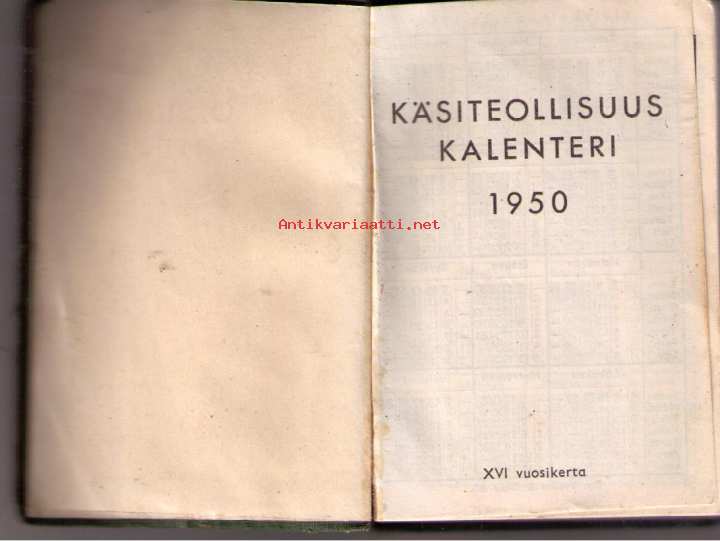 KÄSITEOLLISUUS
KALENTERI
1950
Antikvariaatti.net
XVI vuosikerta